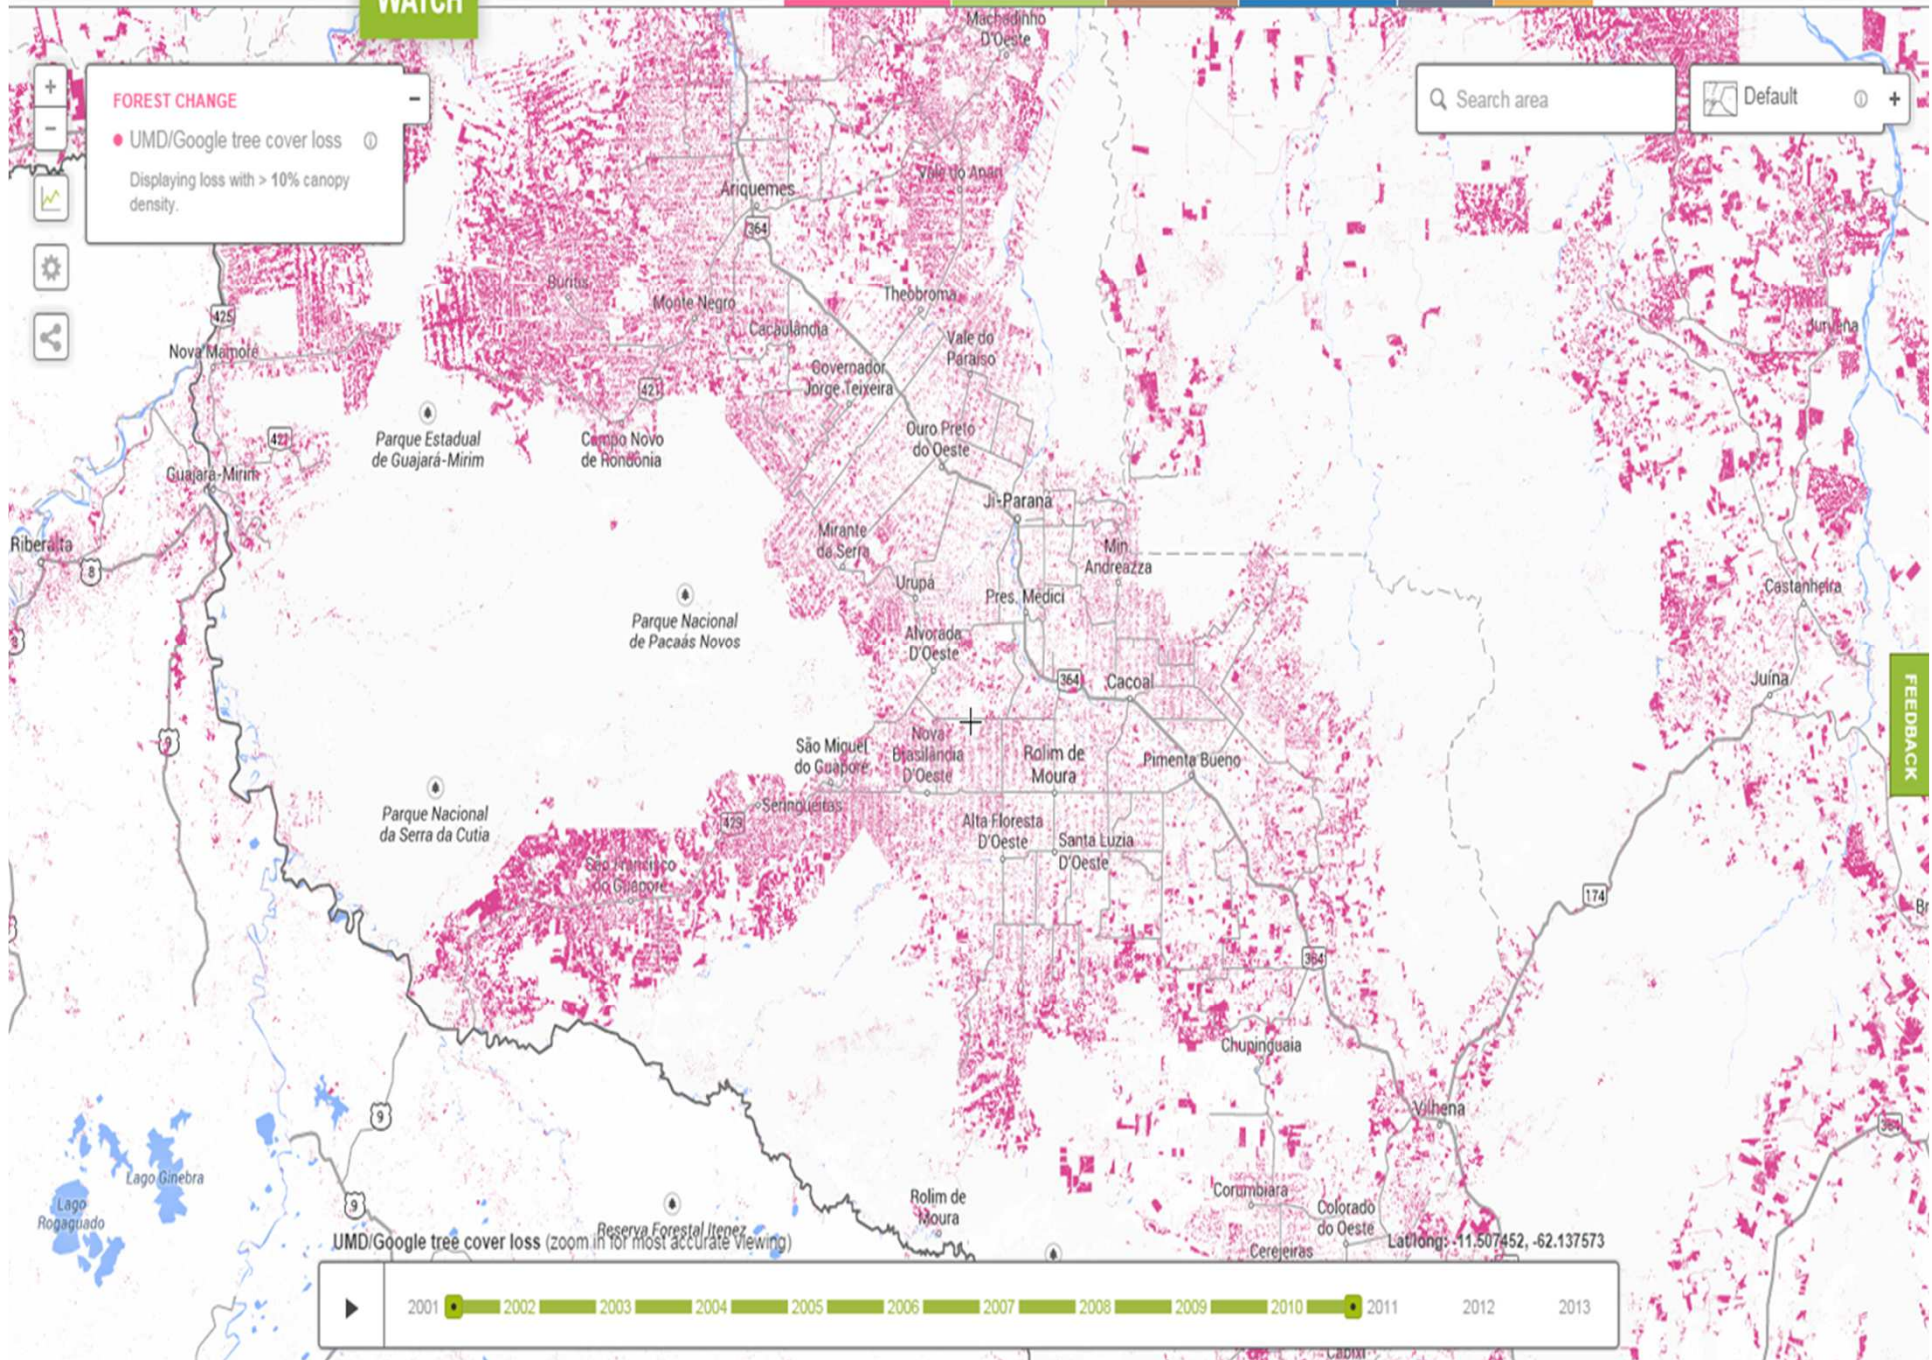 WATCH
Machadinho
D'Oeste
+
−
FOREST CHANGE
UMD/Google tree cover loss
Displaying loss with > 10% canopy
density.
−
Search area
Default
+
Ariquemes
Vale do Anari
364
Buritis
Monte Negro
Theobroma
425
Cacaulândia
Vale do
Paraíso
Juruena
Nova Mamoré
Governador
Jorge Teixeira
421
Parque Estadual
de Guajará-Mirim
Campo Novo
de Rondônia
Ouro Preto
do Oeste
Guajará-Mirim
Ji-Paraná
Riberalta
8
Mirante
da Serra
Min.
Andreazza
Castanheira
Urupá
Pres. Médici
Parque Nacional
de Pacaás Novos
Alvorada
D'Oeste
364
Cacoal
Juína
FEEDBACK
9
São Miguel
do Guaporé
Nova
Brasilândia
D'Oeste
Rolim de
Moura
Pimenta Bueno
Parque Nacional
da Serra da Cutia
429
Seringueiras
Alta Floresta
D'Oeste
Santa Luzia
D'Oeste
São Francisco
do Guaporé
174
Br
364
Chupinguaia
Vilhena
9
364
Lago Ginebra
Lago
Rogaguado
9
Reserva Forestal Itenez
Rolim de
Moura
Corumbiara
Colorado
do Oeste
Cerejeiras
UMD/Google tree cover loss (zoom in for most accurate viewing)
Lat/long: -11.507452, -62.137573
2001 2002 2003 2004 2005 2006 2007 2008 2009 2010 2011 2012 2013
Cabixi